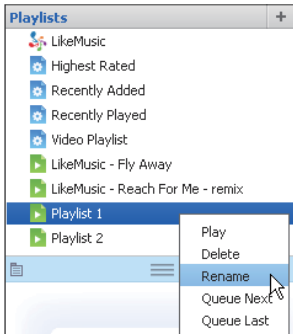 Playlists +
LikeMusic
Highest Rated
Recently Added
Recently Played
Video Playlist
LikeMusic - Fly Away
LikeMusic - Reach For Me - remix
Playlist 1
Playlist 2
Play
Delete
Rename
Queue Next
Queue Last